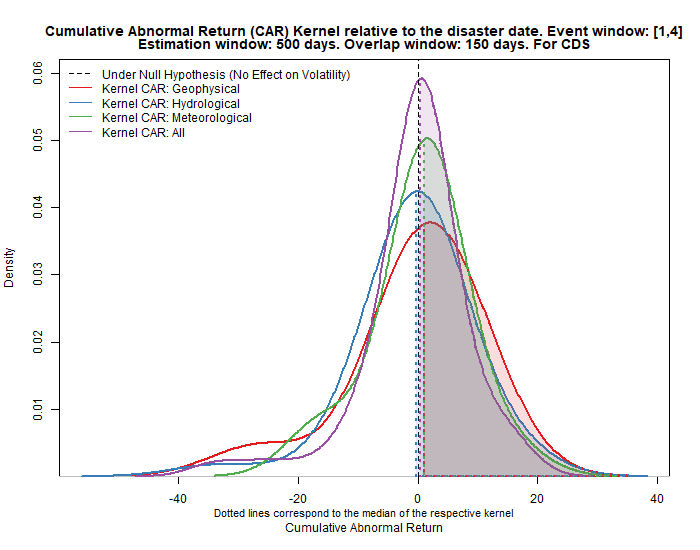 Cumulative Abnormal Return (CAR) Kernel relative to the disaster date. Event window: [1,4]
Estimation window: 500 days. Overlap window: 150 days. For CDS
Under Null Hypothesis (No Effect on Volatility)
Kernel CAR: Geophysical
Kernel CAR: Hydrological
Kernel CAR: Meteorological
Kernel CAR: All
0.06
0.05
0.04
0.03
0.02
0.01
Density
-40 -20 0 20 40
Dotted lines correspond to the median of the respective kernel
Cumulative Abnormal Return